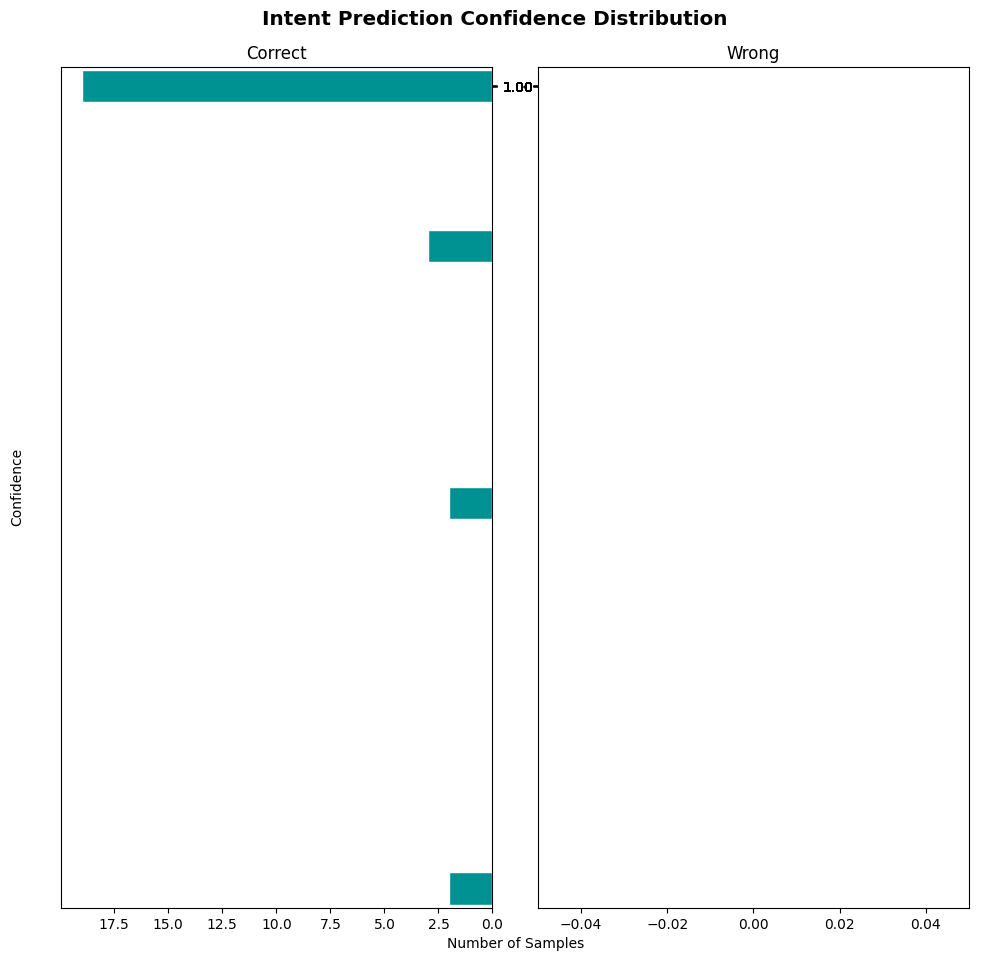 Intent Prediction Confidence Distribution
Correct
Wrong
1.00
Confidence
17.5 15.0 12.5 10.0 7.5 5.0 2.5 0.0
−0.04 −0.02 0.00 0.02 0.04
Number of Samples